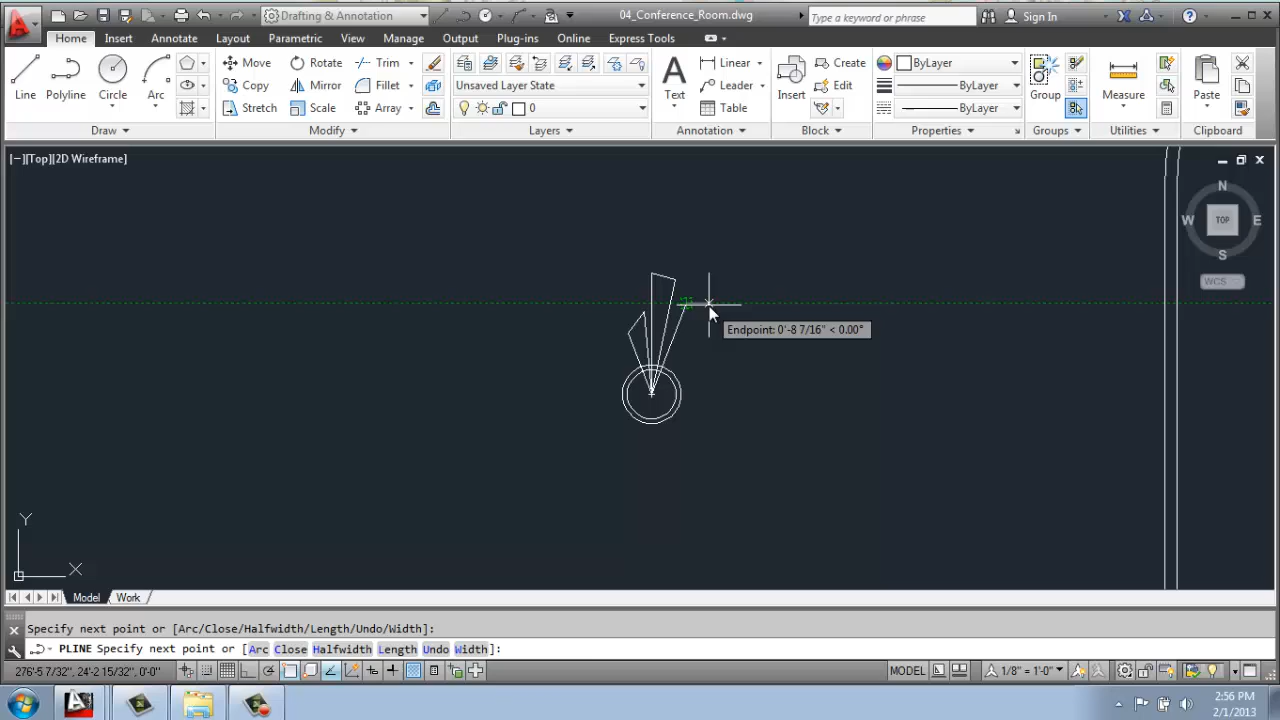 Drafting & Annotation
04_Conference_Room.dwg
Type a keyword or phrase
Sign In
Home Insert Annotate Layout Parametric View Manage Output Plug-ins Online Express Tools
Line Polyline Circle Arc
Move Rotate Trim
Copy Mirror Fillet
Stretch Scale Array
Unsaved Layer State
0
Text
Linear
Leader
Table
Insert
Create
Edit
ByLayer
ByLayer
ByLayer
Group
Measure
Paste
Draw Modify Layers Annotation Block Properties Groups Utilities Clipboard
[−][Top][2D Wireframe]
N
W TOP E
S
WCS
Endpoint: 0'-8 7/16" < 0.00°
Y
X
Model Work
Specify next point or [Arc/Close/Halfwidth/Length/Undo/Width]:
PLINE Specify next point or [Arc Close Halfwidth Length Undo Width]:
276'-5 7/32", 24'-2 15/32", 0'-0"
MODEL
1/8" = 1'-0"
2:56 PM
2/1/2013